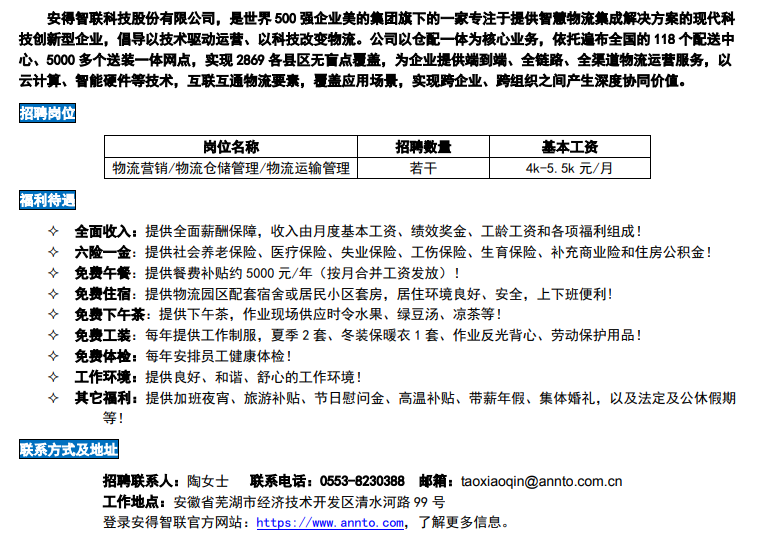 安得智联科技股份有限公司，是世界 500 强企业美的集团旗下的一家专注于提供智慧物流集成解决方案的现代科
技创新型企业，倡导以技术驱动运营、以科技改变物流。公司以仓配一体为核心业务，依托遍布全国的 118 个配送中
心、5000 多个送装一体网点，实现 2869 各县区无盲点覆盖，为企业提供端到端、全链路、全渠道物流运营服务，以
云计算、智能硬件等技术，互联互通物流要素，覆盖应用场景，实现跨企业、跨组织之间产生深度协同价值。
招聘岗位
岗位名称 招聘数量 基本工资
物流营销/物流仓储管理/物流运输管理 若干 4k-5.5k 元/月
福利待遇
✧ 全面收入：提供全面薪酬保障，收入由月度基本工资、绩效奖金、工龄工资和各项福利组成！
✧ 六险一金：提供社会养老保险、医疗保险、失业保险、工伤保险、生育保险、补充商业险和住房公积金！
✧ 免费午餐：提供餐费补贴约 5000 元/年（按月合并工资发放）！
✧ 免费住宿：提供物流园区配套宿舍或居民小区套房，居住环境良好、安全，上下班便利！
✧ 免费下午茶：提供下午茶，作业现场供应时令水果、绿豆汤、凉茶等！
✧ 免费工装：每年提供工作制服，夏季 2 套、冬装保暖衣 1 套、作业反光背心、劳动保护用品！
✧ 免费体检：每年安排员工健康体检！
✧ 工作环境：提供良好、和谐、舒心的工作环境！
✧ 其它福利：提供加班夜宵、旅游补贴、节日慰问金、高温补贴、带薪年假、集体婚礼，以及法定及公休假期
等！
联系方式及地址
招聘联系人：陶女士 联系电话：0553-8230388 邮箱：taoxiaoqin@annto.com.cn
工作地点：安徽省芜湖市经济技术开发区清水河路 99 号
登录安得智联官方网站：https://www.annto.com，了解更多信息。